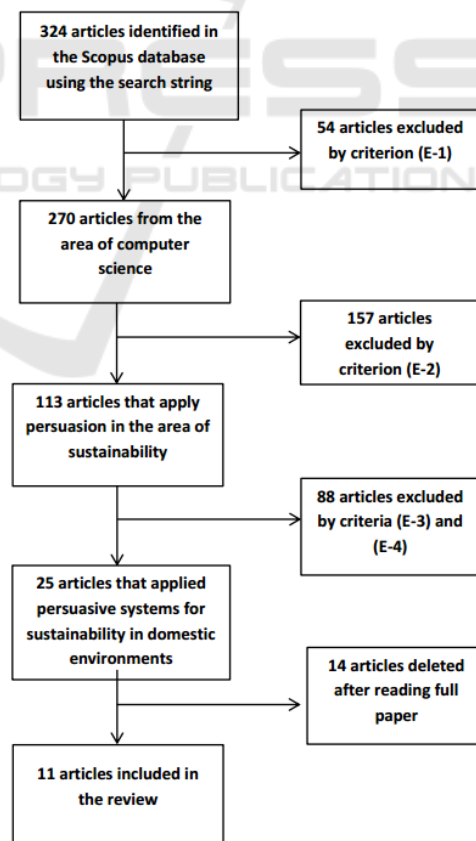 324 articles identified in
the Scopus database
using the search string
54 articles excluded
by criterion (E-1)
270 articles from the
area of computer
science
157 articles
excluded by
criterion (E-2)
113 articles that apply
persuasion in the area of
sustainability
88 articles excluded
by criteria (E-3) and
(E-4)
25 articles that applied
persuasive systems for
sustainability in domestic
environments
14 articles deleted
after reading full
paper
11 articles included in
the review
PRESS
OGY PUBLICATION